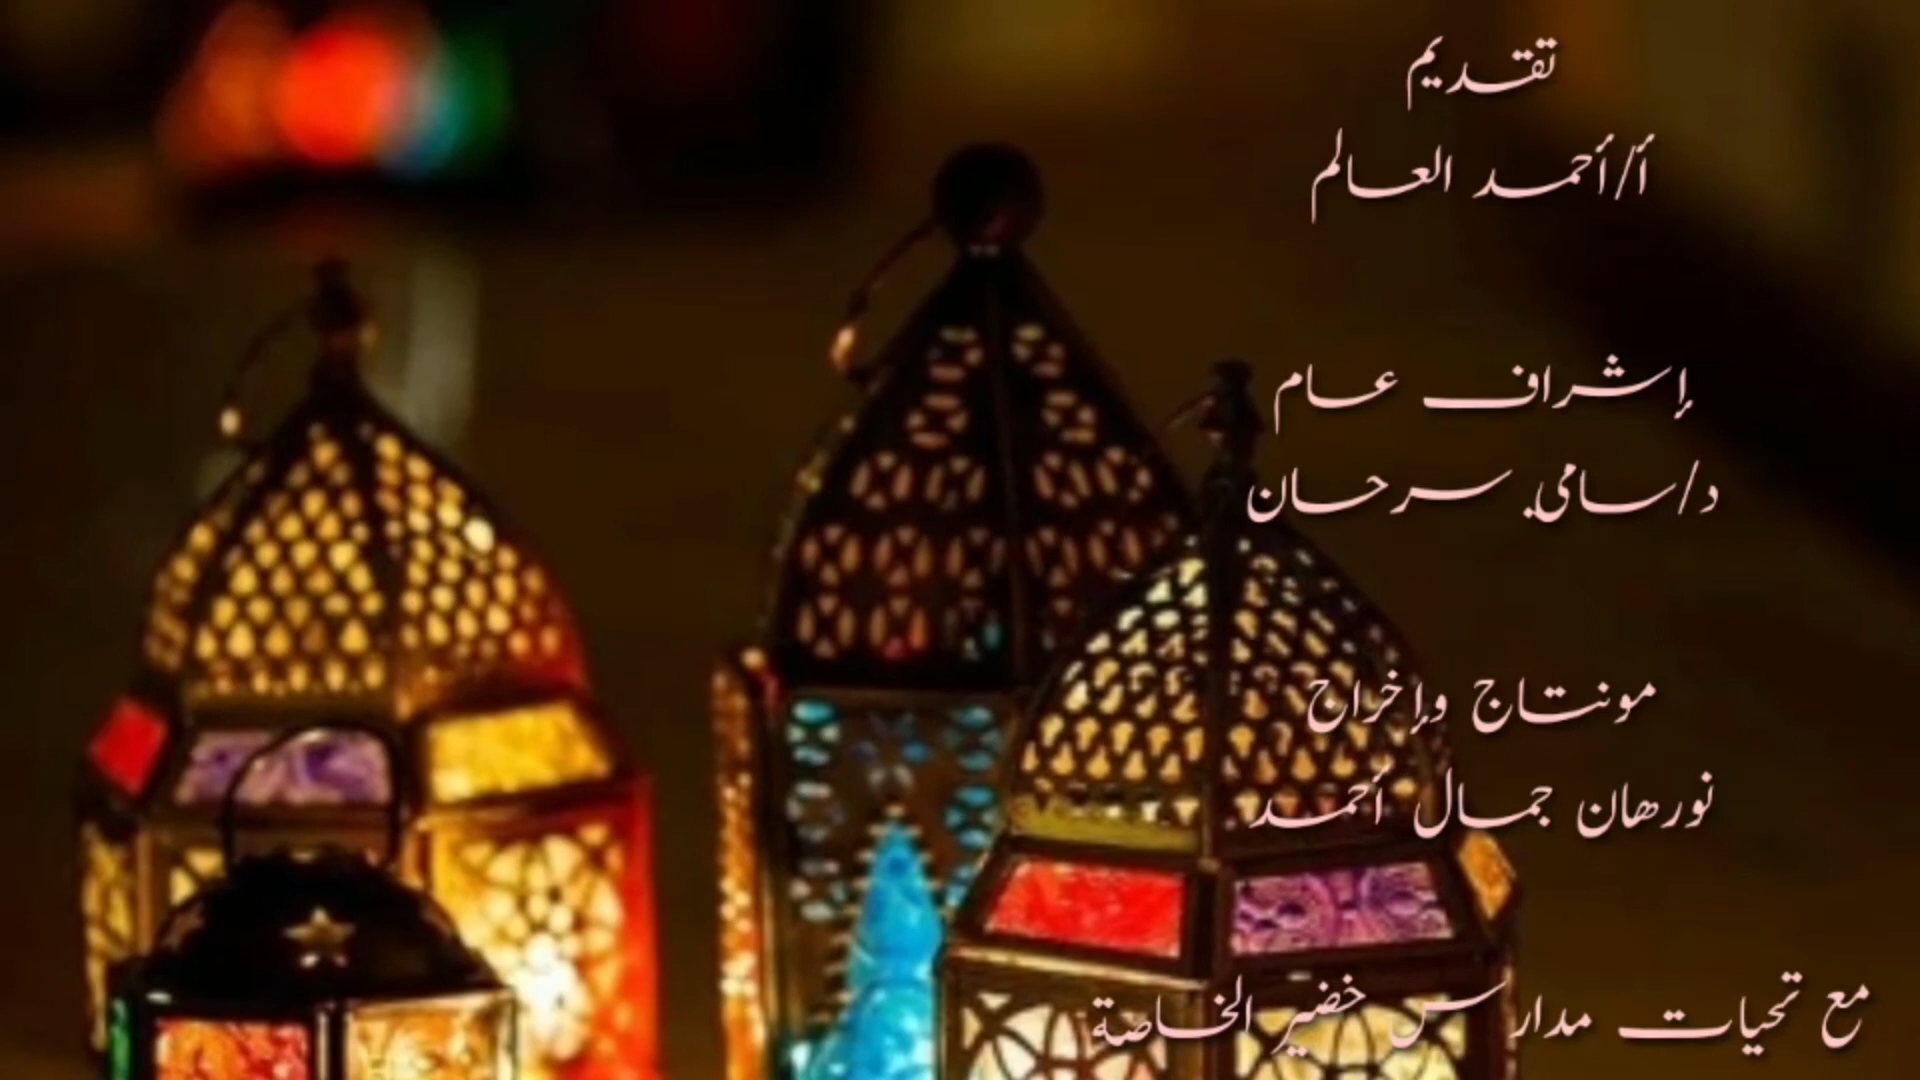 تقديم
أ/أحمد العالم
إشراف عام
د/سامي سرحان
مونتاج وإخراج
نورهان جمال أحمد
مع تحيات مدارس خضير الخاصة